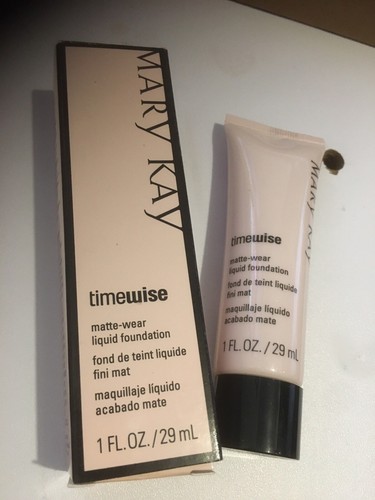 MARY KAY
timewise
matte-wear
liquid foundation
fond de teint liquide
fini mat
maquillaje líquido
acabado mate
1 FL.OZ./29 mL
MARY KAY
timewise
matte-wear
liquid foundation
fond de teint liquide
fini mat
maquillaje líquido
acabado mate
1 FL.OZ./29 mL